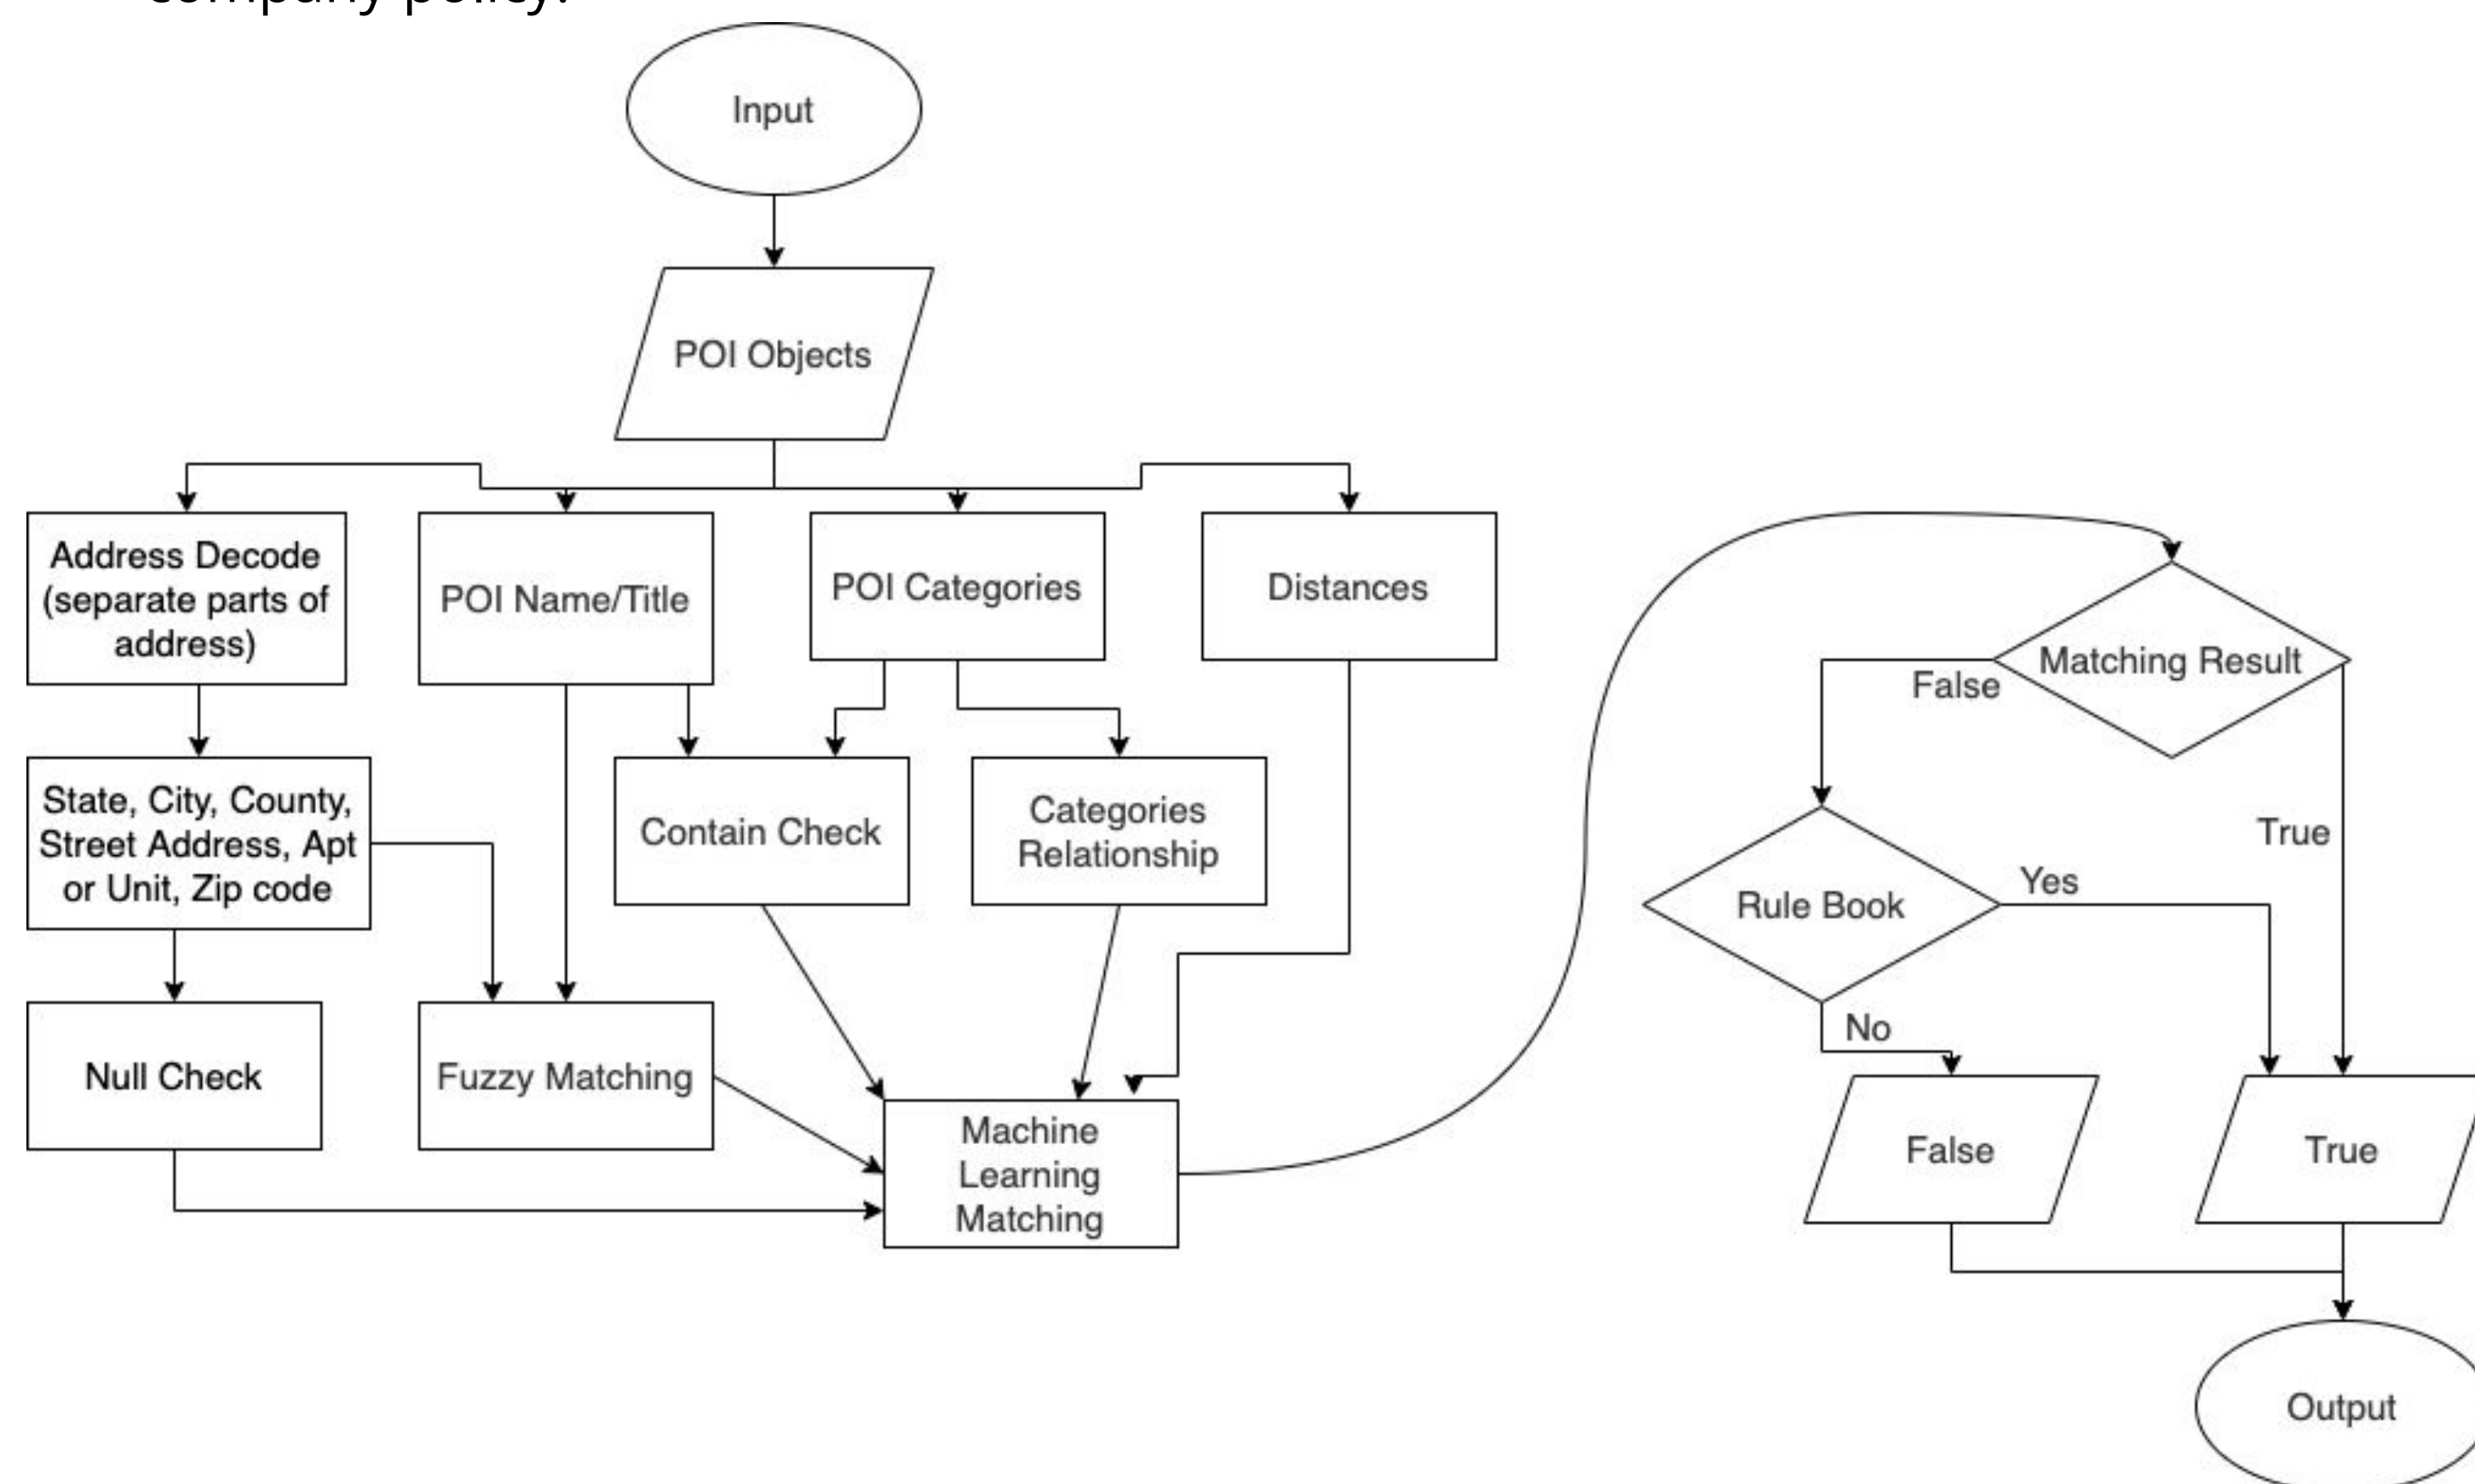 company policy.
Input
POI Objects
Address Decode
(separate parts of
address)
POI Name/Title
POI Categories
Distances
Matching Result
False
True
State, City, County,
Street Address, Apt
or Unit, Zip code
Contain Check
Categories
Relationship
Rule Book
Yes
No
Null Check
Fuzzy Matching
Machine
Learning
Matching
False
True
Output